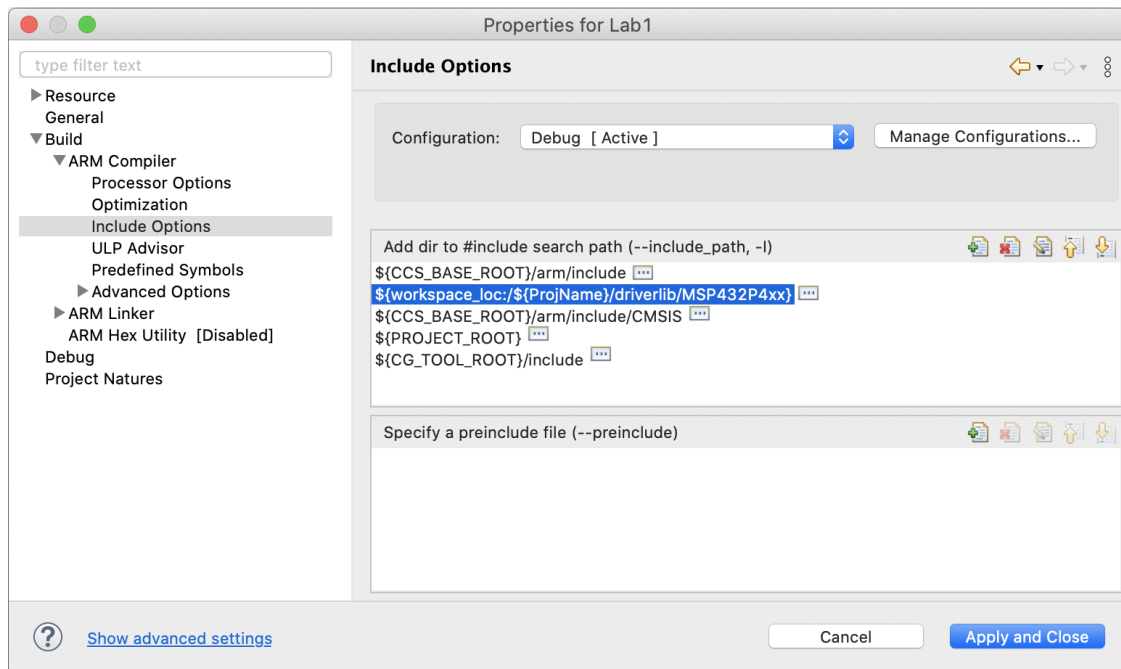 Properties for Lab1
type filter text
Resource
General
Build
ARM Compiler
Processor Options
Optimization
Include Options
ULP Advisor
Predefined Symbols
Advanced Options
ARM Linker
ARM Hex Utility [Disabled]
Debug
Project Natures
Include Options
Configuration:
Debug [ Active ]
Manage Configurations...
Add dir to #include search path (--include_path, -I)
${CCS_BASE_ROOT}/arm/include
${workspace_loc:/${ProjName}/driverlib/MSP432P4xx}
${CCS_BASE_ROOT}/arm/include/CMSIS
${PROJECT_ROOT}
${CG_TOOL_ROOT}/include
Specify a preinclude file (--preinclude)
?
Show advanced settings
Cancel
Apply and Close